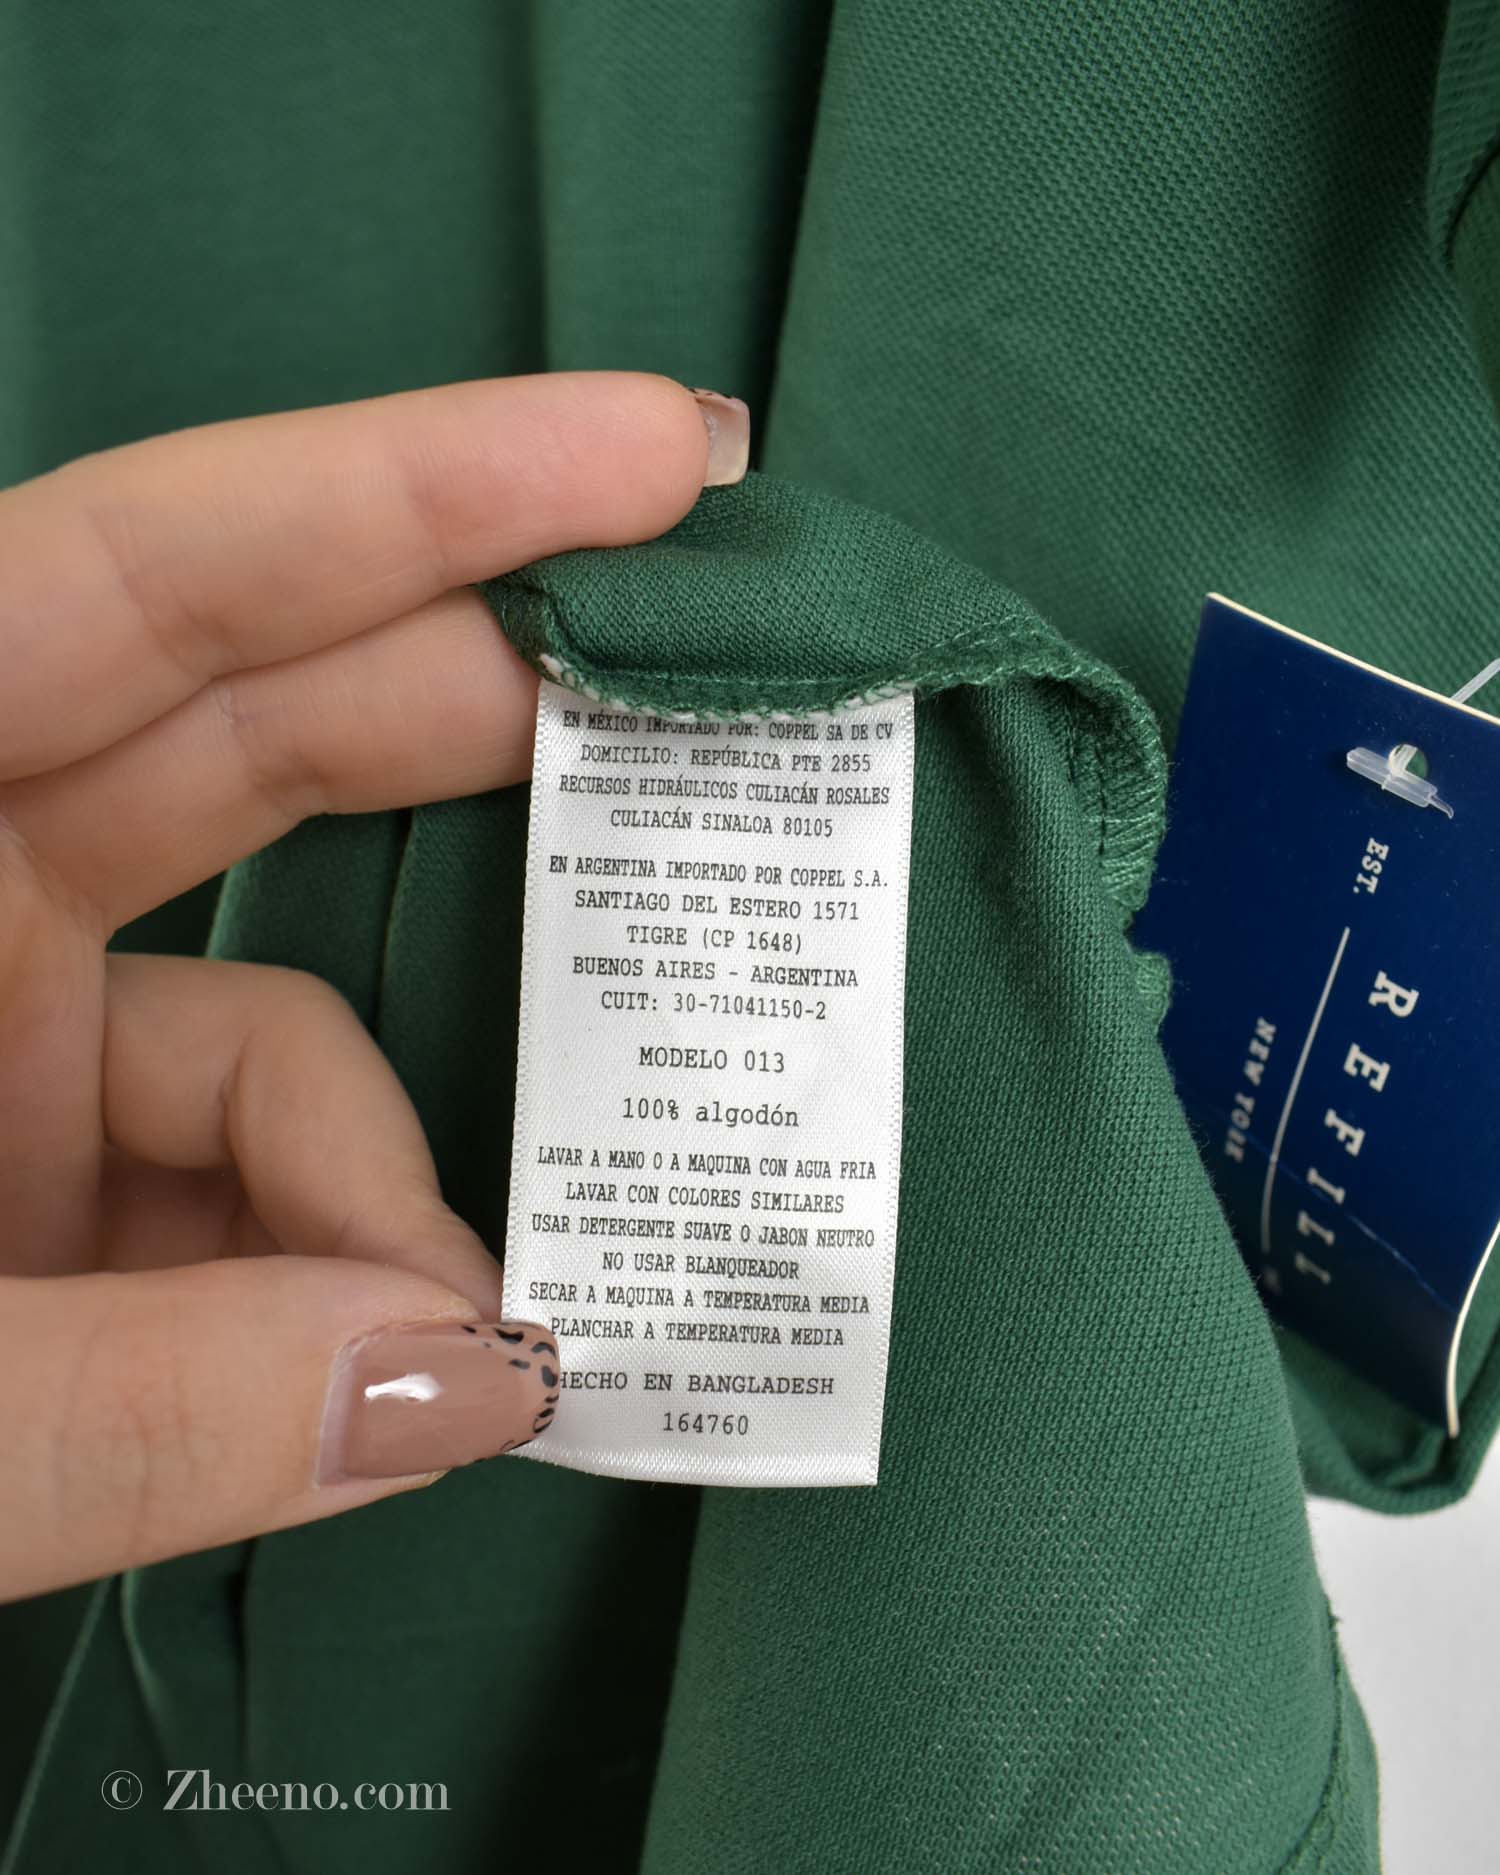 EN MÉXICO IMPORTADO POR: COPPEL SA DE CV
DOMICILIO: REPÚBLICA PTE 2855
RECURSOS HIDRÁULICOS CULIACÁN ROSALES
CULIACÁN SINALOA 80105
EN ARGENTINA IMPORTADO POR COPPEL S.A.
SANTIAGO DEL ESTERO 1571
TIGRE (CP 1648)
BUENOS AIRES - ARGENTINA
CUIT: 30-71041150-2
MODELO 013
100% algodón
LAVAR A MANO O A MAQUINA CON AGUA FRIA
LAVAR CON COLORES SIMILARES
USAR DETERGENTE SUAVE O JABON NEUTRO
NO USAR BLANQUEADOR
SECAR A MAQUINA A TEMPERATURA MEDIA
PLANCHAR A TEMPERATURA MEDIA
HECHO EN BANGLADESH
164760
EST.
REFILL
NEW YORK
© Zheeno.com